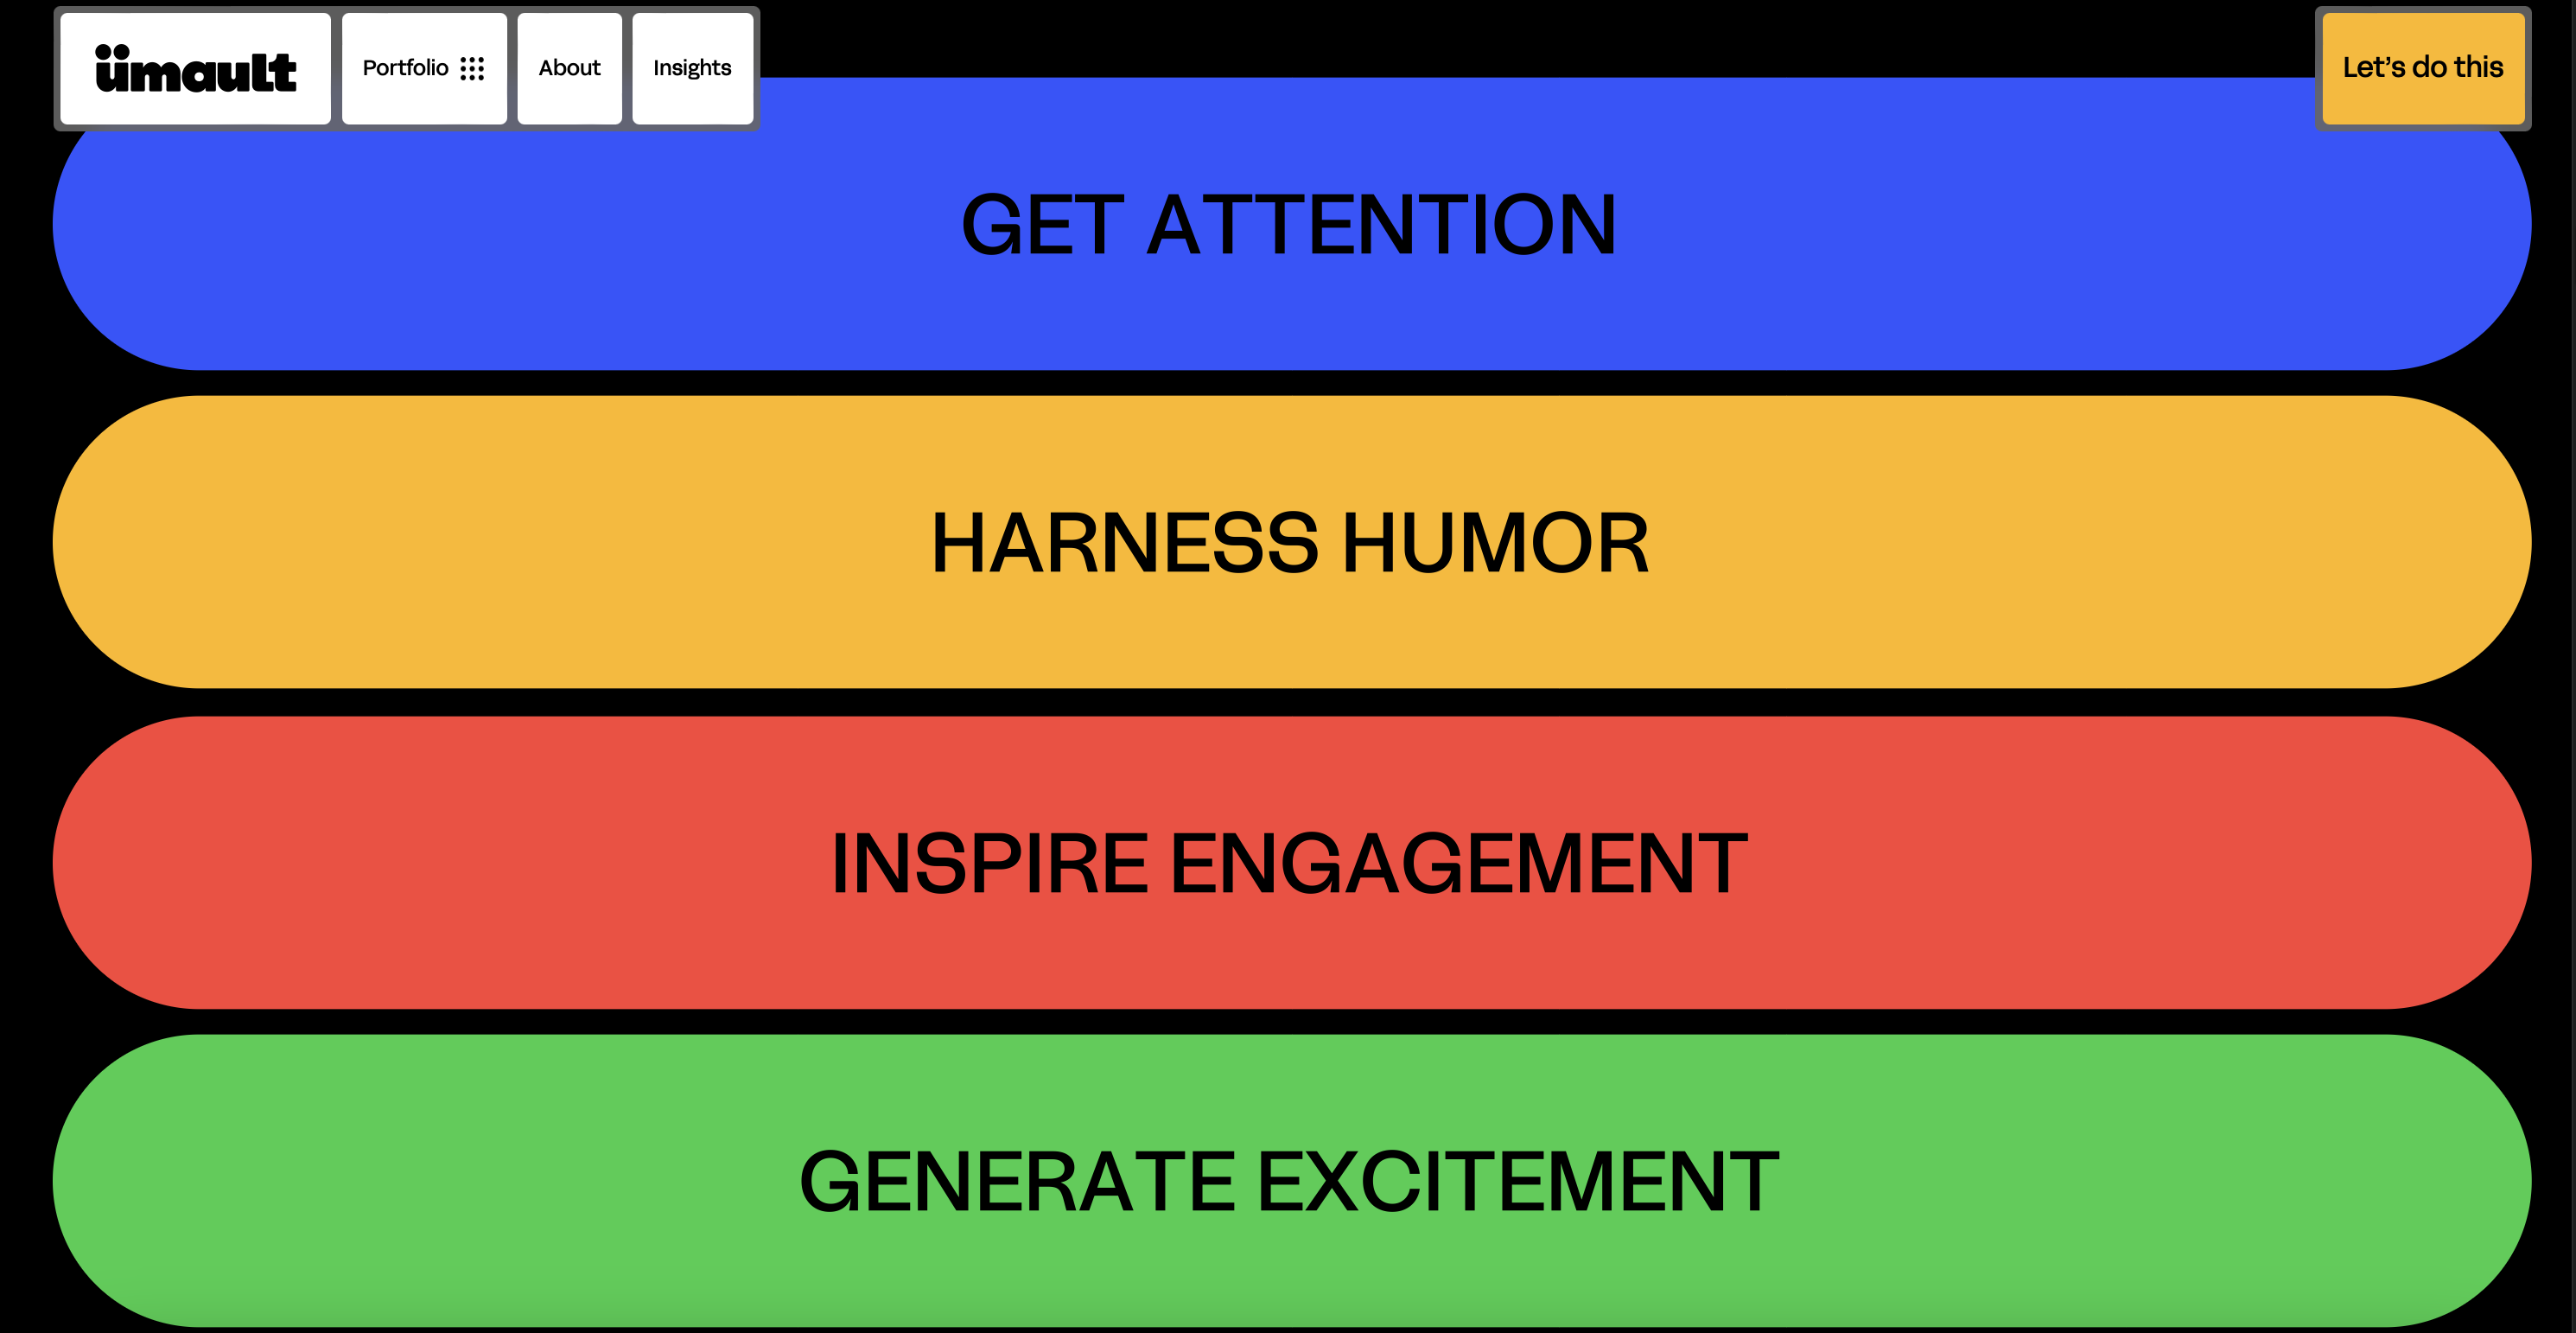 ümault
Portfolio
About
Insights
Let’s do this
GET ATTENTION
HARNESS HUMOR
INSPIRE ENGAGEMENT
GENERATE EXCITEMENT